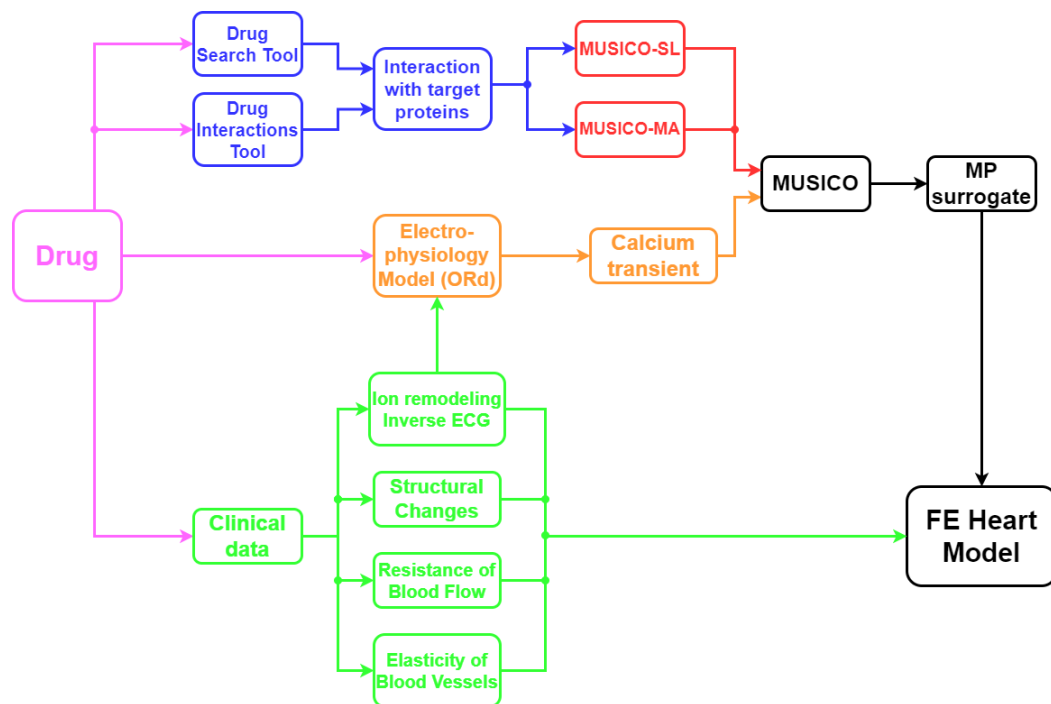 Drug
Search Tool
Drug
Interactions
Tool
Interaction
with target
proteins
MUSICO-SL
MUSICO-MA
MUSICO
MP
surrogate
Drug
Electro-
physiology
Model (ORd)
Calcium
transient
Ion remodeling
Inverse ECG
Structural
Changes
Clinical
data
Resistance of
Blood Flow
Elasticity of
Blood Vessels
FE Heart
Model